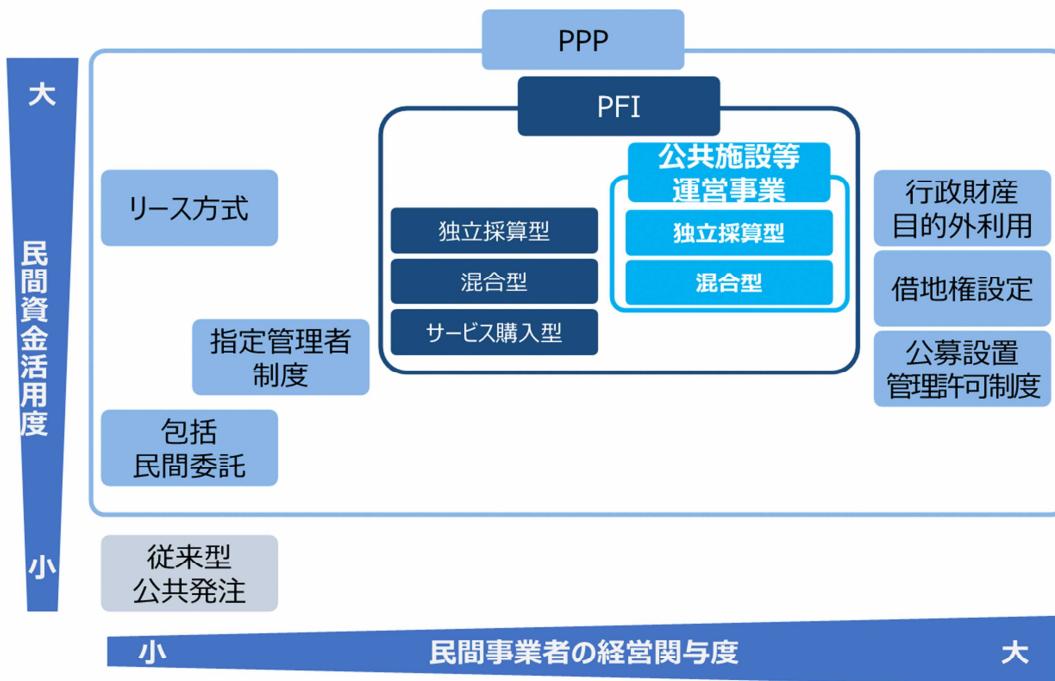 PPP
PFI
大
民間資金活用度
小
リース方式
指定管理者
制度
包括
民間委託
従来型
公共発注
独立採算型
混合型
サービス購入型
公共施設等
運営事業
独立採算型
混合型
行政財産
目的外利用
借地権設定
公募設置
管理許可制度
小
民間事業者の経営関与度
大